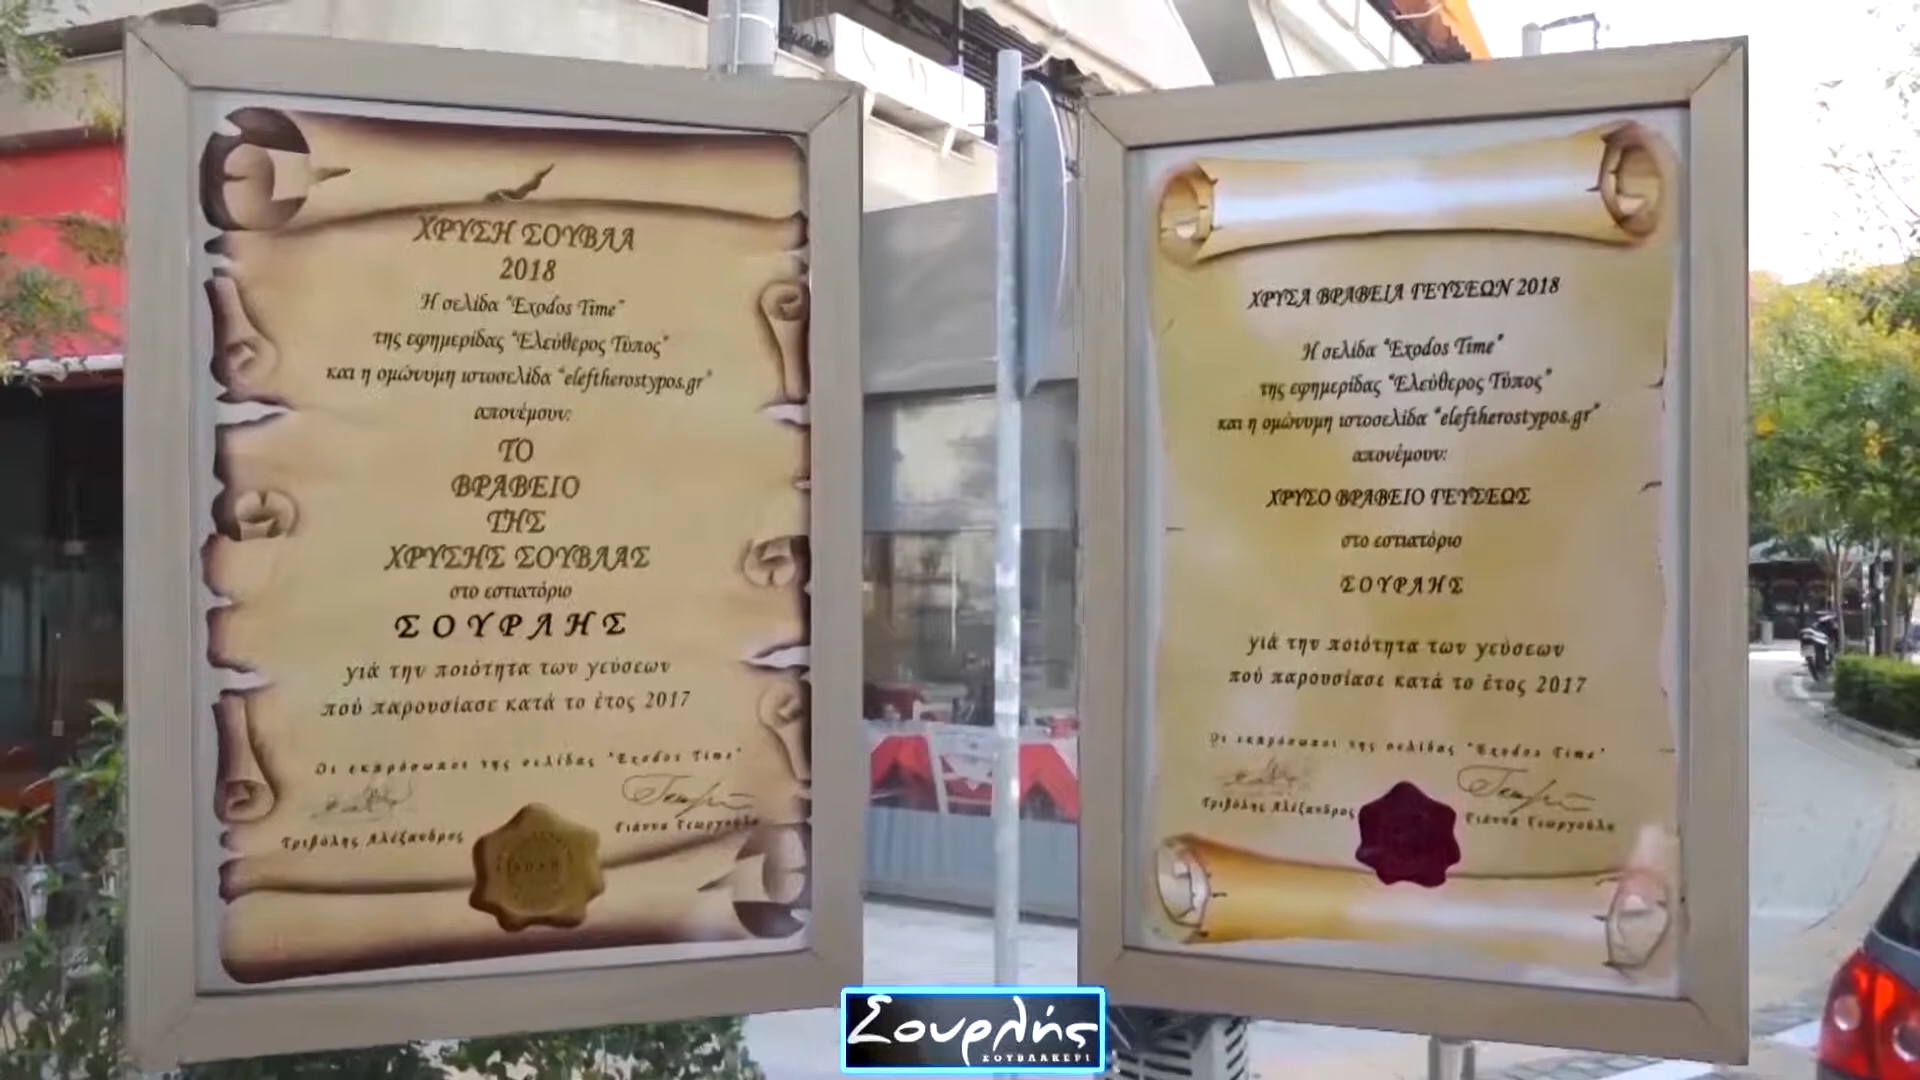 ΧΡΥΣΗ ΣΟΥΒΛΑ
2018
Η σελίδα "Exodos Time"
της εφημερίδας "Ελεύθερος Τύπος"
και η ομώνυμη ιστοσελίδα "eleftherostypos.gr"
απονέμουν:
ΤΟ
ΒΡΑΒΕΙΟ
ΤΗΣ
ΧΡΥΣΗΣ ΣΟΥΒΛΑΣ
στο εστιατόριο
ΣΟΥΡΛΗΣ
γιά την ποιότητα των γεύσεων
πού παρουσίασε κατά το έτος 2017
Οι εκπρόσωποι της σελίδας "Exodos Time"
Τριβόλης Αλέξανδρος
Γιάννα Γεωργούλα
ΧΡΥΣΑ ΒΡΑΒΕΙΑ ΓΕΥΣΕΩΝ 2018
Η σελίδα "Exodos Time"
της εφημερίδας "Ελεύθερος Τύπος"
και η ομώνυμη ιστοσελίδα "eleftherostypos.gr"
απονέμουν:
ΧΡΥΣΟ ΒΡΑΒΕΙΟ ΓΕΥΣΕΩΣ
στο εστιατόριο
ΣΟΥΡΛΗΣ
γιά την ποιότητα των γεύσεων
πού παρουσίασε κατά το έτος 2017
Οι εκπρόσωποι της σελίδας "Exodos Time"
Τριβόλης Αλέξανδρος
Γιάννα Γεωργούλα
Σουρλής
ΣΟΥΒΛΑΚΕΡΙ